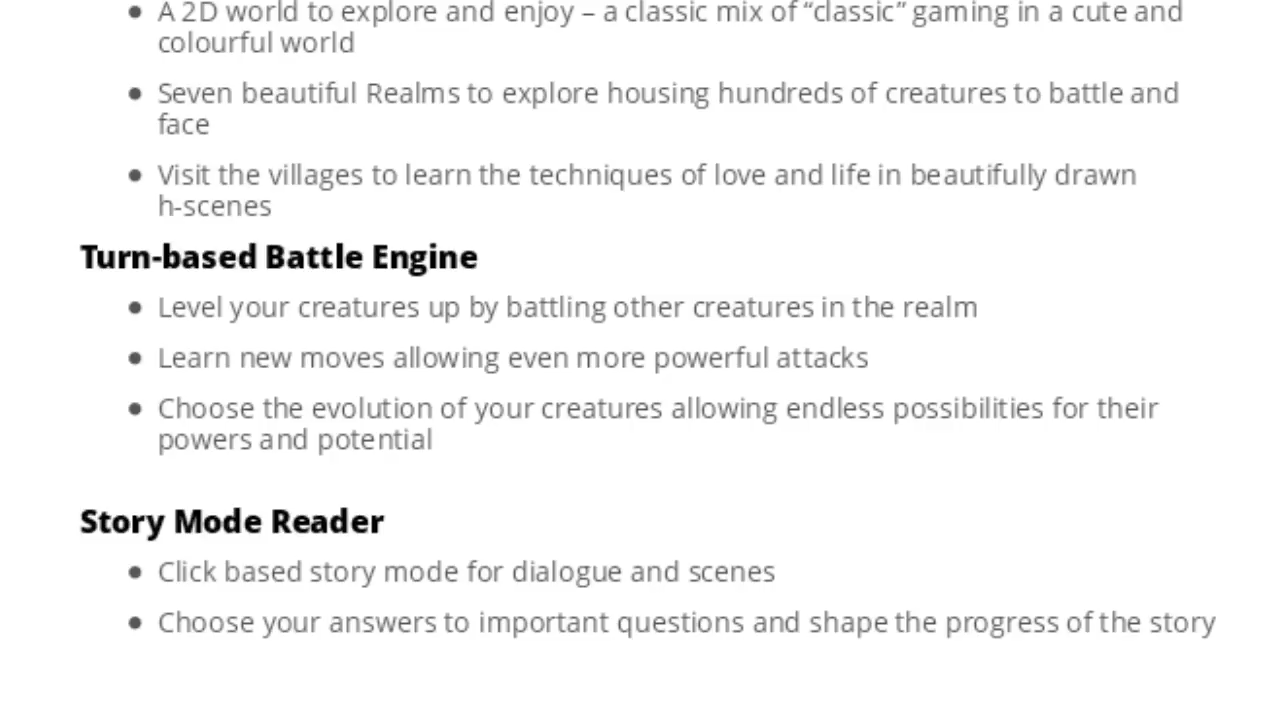 • A 2D world to explore and enjoy – a classic mix of “classic” gaming in a cute and
colourful world
• Seven beautiful Realms to explore housing hundreds of creatures to battle and
face
• Visit the villages to learn the techniques of love and life in beautifully drawn
h-scenes
Turn-based Battle Engine
• Level your creatures up by battling other creatures in the realm
• Learn new moves allowing even more powerful attacks
• Choose the evolution of your creatures allowing endless possibilities for their
powers and potential
Story Mode Reader
• Click based story mode for dialogue and scenes
• Choose your answers to important questions and shape the progress of the story